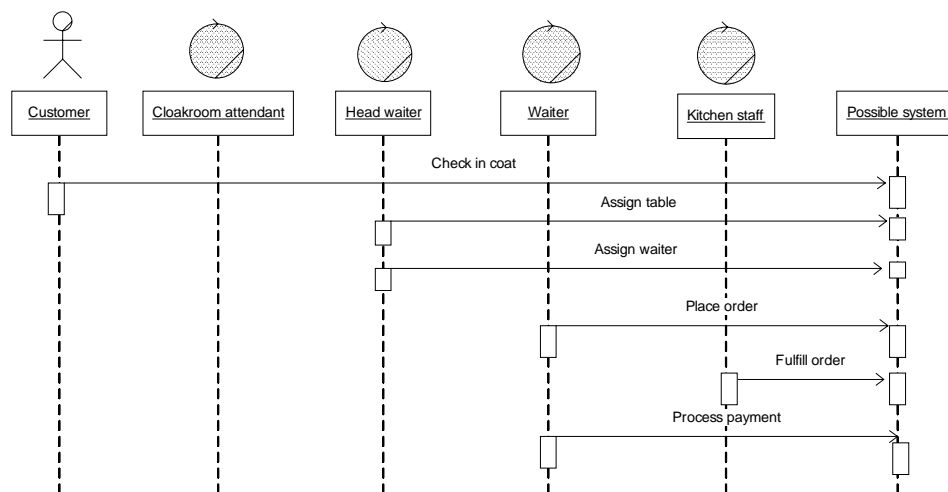 Customer
Cloakroom attendant
Head waiter
Waiter
Kitchen staff
Possible system
Check in coat
Assign table
Assign waiter
Place order
Fulfill order
Process payment